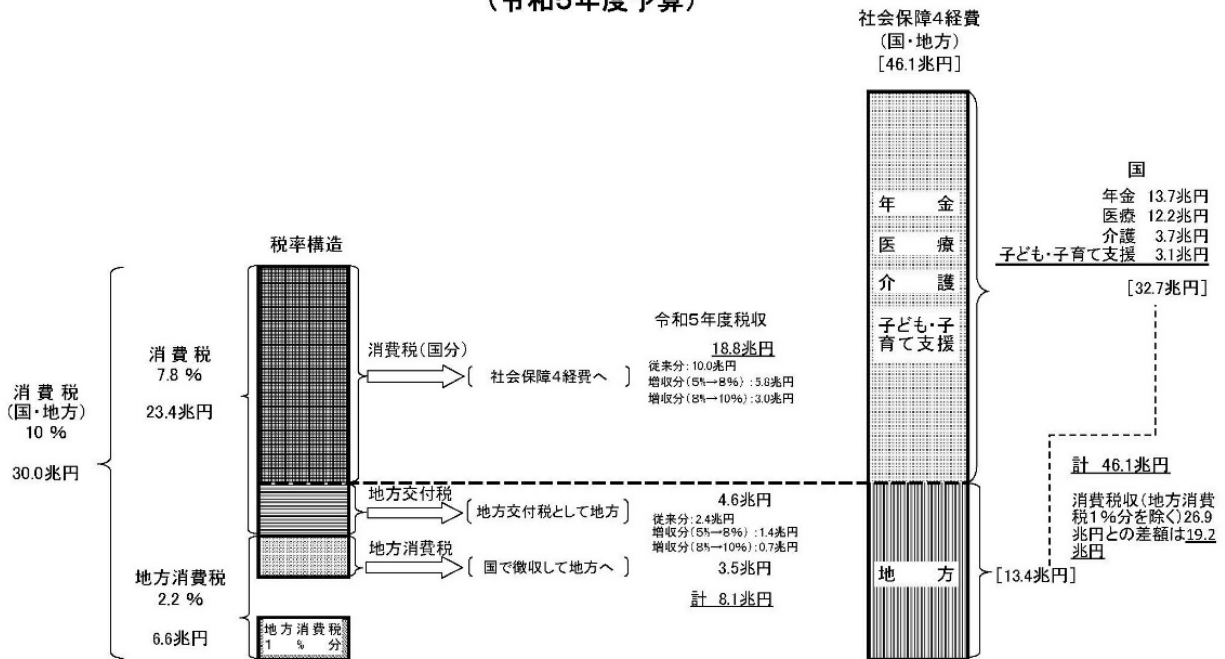 (令和5年度予算)
社会保障4経費
(国・地方)
[46.1兆円]
国
年金 13.7兆円
医療 12.2兆円
介護 3.7兆円
子ども・子育て支援 3.1兆円
[32.7兆円]
年 金
医 療
介 護
子ども・子
育て支援
税率構造
令和5年度税収
18.8兆円
従来分:10.0兆円
増収分(5%→8%):5.8兆円
増収分(8%→10%):3.0兆円
消費税(国分)
社会保障4経費へ
消費税
7.8 %
23.4兆円
消費税
(国・地方)
10 %
30.0兆円
計 46.1兆円
消費税収(地方消費
税1%分を除く)26.9
兆円との差額は19.2
兆円
地方交付税
地方交付税として地方
4.6兆円
従来分:2.4兆円
増収分(5%→8%):1.4兆円
増収分(8%→10%):0.7兆円
地方消費税
国で徴収して地方へ
3.5兆円
計 8.1兆円
地 方
[13.4兆円]
地方消費税
2.2 %
6.6兆円
地方消費税
1 % 分